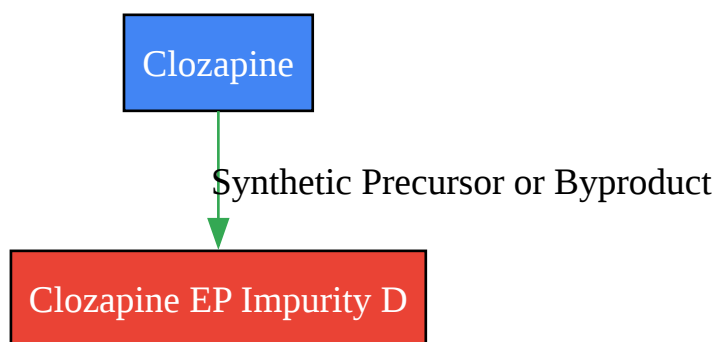 Clozapine
Synthetic Precursor or Byproduct
Clozapine EP Impurity D